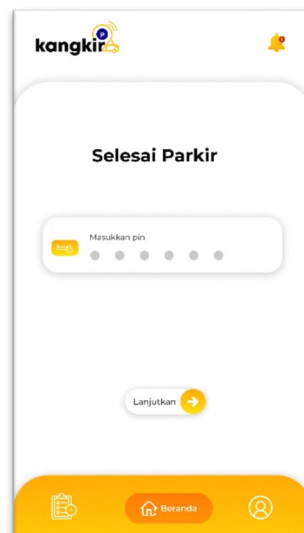 kangkir
P
Selesai Parkir
Masukkan pin
Lanjutkan
Beranda